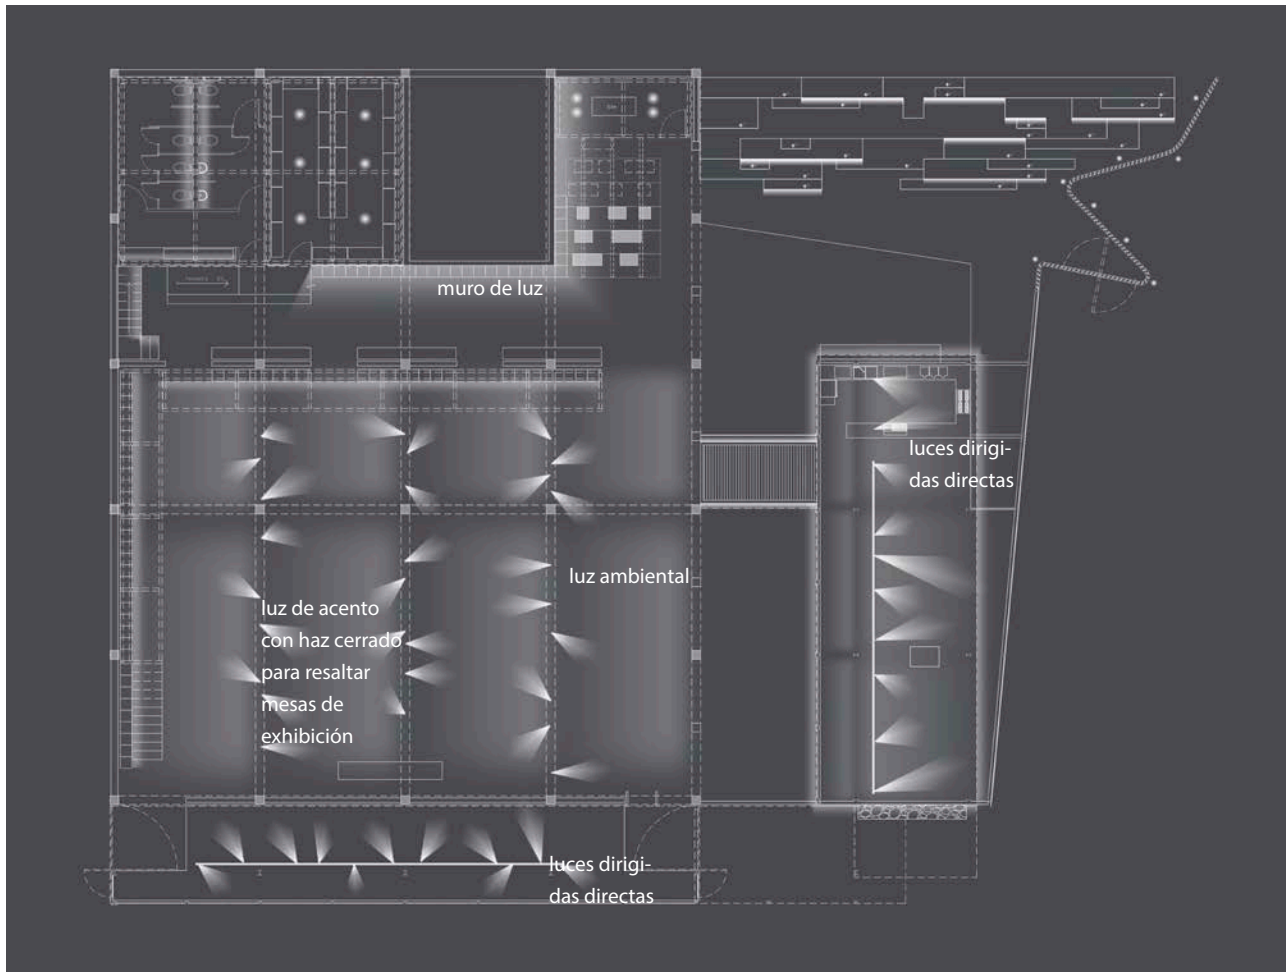 muro de luz
luces dirigi-
das directas
luz ambiental
luz de acento
con haz cerrado
para resaltar
mesas de
exhibición
luces dirigi-
das directas